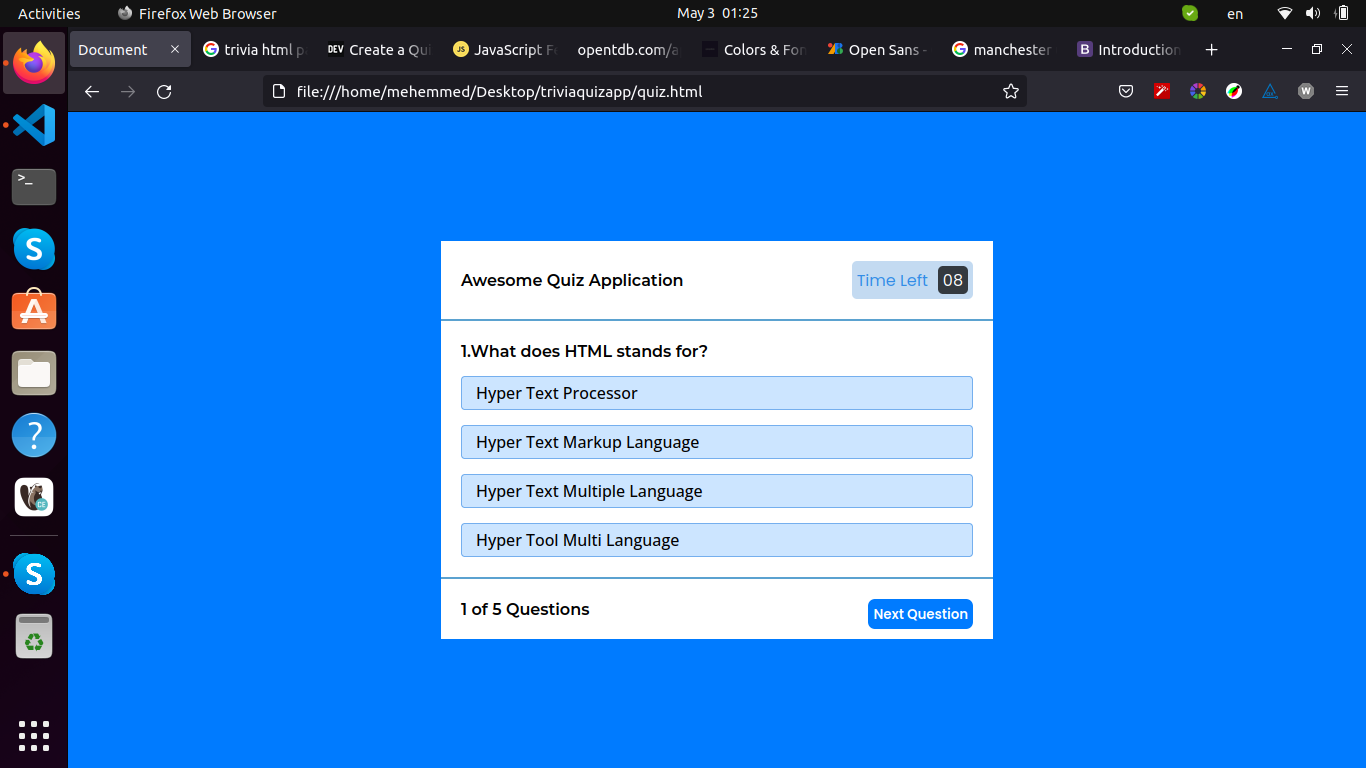 Activities
Firefox Web Browser
May 3 01:25
en
Document
trivia html p
DEV Create a Qui
JS JavaScript F
opentdb.com/a
Colors & Fon
Open Sans -
manchester
B Introduction
file:///home/mehemmed/Desktop/triviaquizapp/quiz.html
W
Awesome Quiz Application
Time Left 08
1.What does HTML stands for?
Hyper Text Processor
Hyper Text Markup Language
Hyper Text Multiple Language
Hyper Tool Multi Language
1 of 5 Questions
Next Question
>_
S
?
CE
S